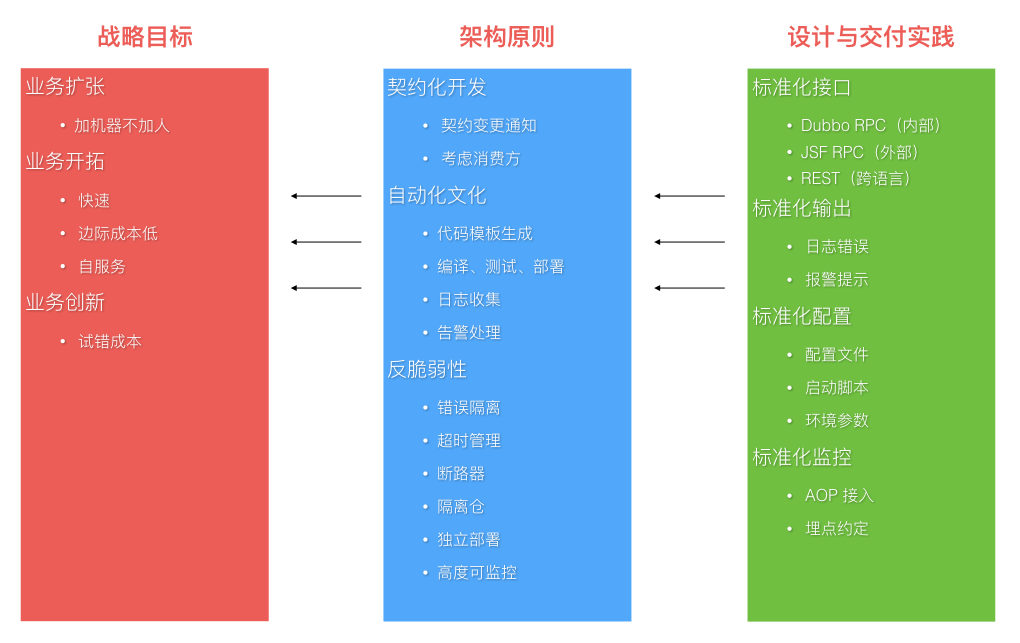 战略目标
业务扩张
• 加机器不加人
业务开拓
• 快速
• 边际成本低
• 自服务
业务创新
• 试错成本
架构原则
契约化开发
• 契约变更通知
• 考虑消费方
自动化文化
• 代码模板生成
• 编译、测试、部署
• 日志收集
• 告警处理
反脆弱性
• 错误隔离
• 超时管理
• 断路器
• 隔离仓
• 独立部署
• 高度可监控
设计与交付实践
标准化接口
• Dubbo RPC（内部）
• JSF RPC（外部）
• REST（跨语言）
标准化输出
• 日志错误
• 报警提示
标准化配置
• 配置文件
• 启动脚本
• 环境参数
标准化监控
• AOP 接入
• 埋点约定